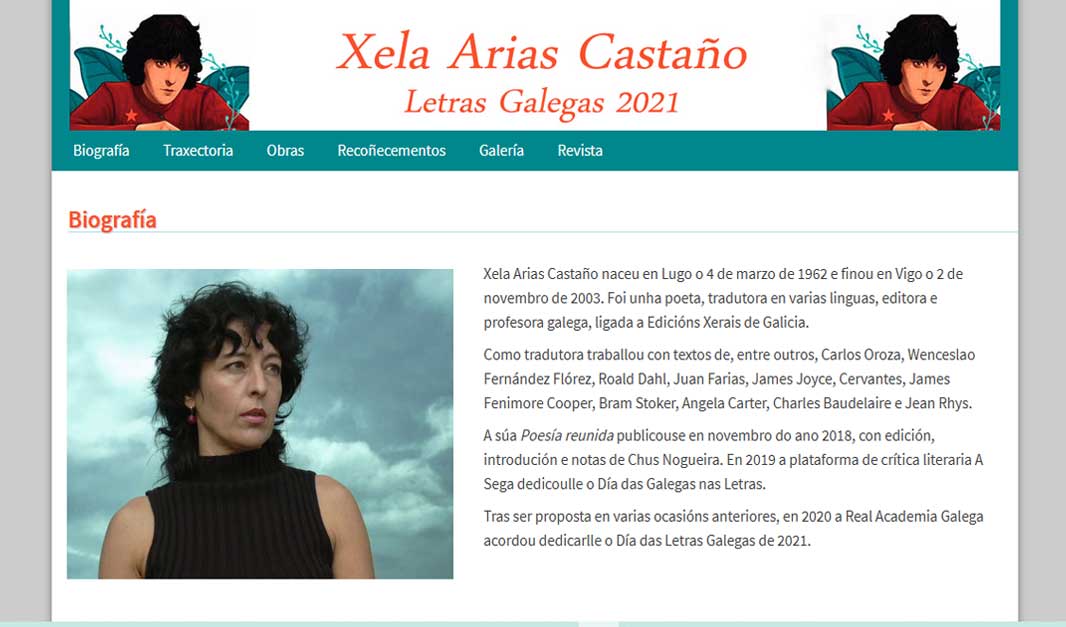 Xela Arias Castaño
Letras Galegas 2021
Biografía Traxectoria Obras Recoñecementos Galería Revista
Biografía
Xela Arias Castaño naceu en Lugo o 4 de marzo de 1962 e finou en Vigo o 2 de
novembro de 2003. Foi unha poeta, tradutora en varias linguas, editora e
profesora galega, ligada a Edicións Xerais de Galicia.
Como tradutora traballou con textos de, entre outros, Carlos Oroza, Wenceslao
Fernández Flórez, Roald Dahl, Juan Farias, James Joyce, Cervantes, James
Fenimore Cooper, Bram Stoker, Angela Carter, Charles Baudelaire e Jean Rhys.
A súa Poesía reunida publicouse en novembro do ano 2018, con edición,
introdución e notas de Chus Nogueira. En 2019 a plataforma de crítica literaria A
Sega dedicoulle o Día das Galegas nas Letras.
Tras ser proposta en varias ocasións anteriores, en 2020 a Real Academia Galega
acordou dedicarlle o Día das Letras Galegas de 2021.